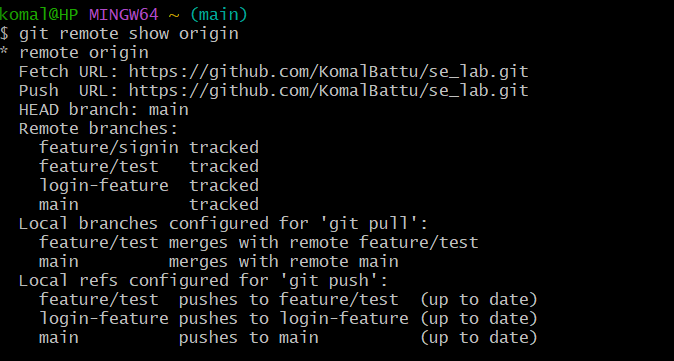 komal@HP MINGW64 ~ (main)
$ git remote show origin
* remote origin
  Fetch URL: https://github.com/KomalBattu/se_lab.git
  Push  URL: https://github.com/KomalBattu/se_lab.git
  HEAD branch: main
  Remote branches:
    feature/signin tracked
    feature/test   tracked
    login-feature  tracked
    main           tracked
  Local branches configured for 'git pull':
    feature/test merges with remote feature/test
    main         merges with remote main
  Local refs configured for 'git push':
    feature/test  pushes to feature/test  (up to date)
    login-feature pushes to login-feature (up to date)
    main          pushes to main          (up to date)